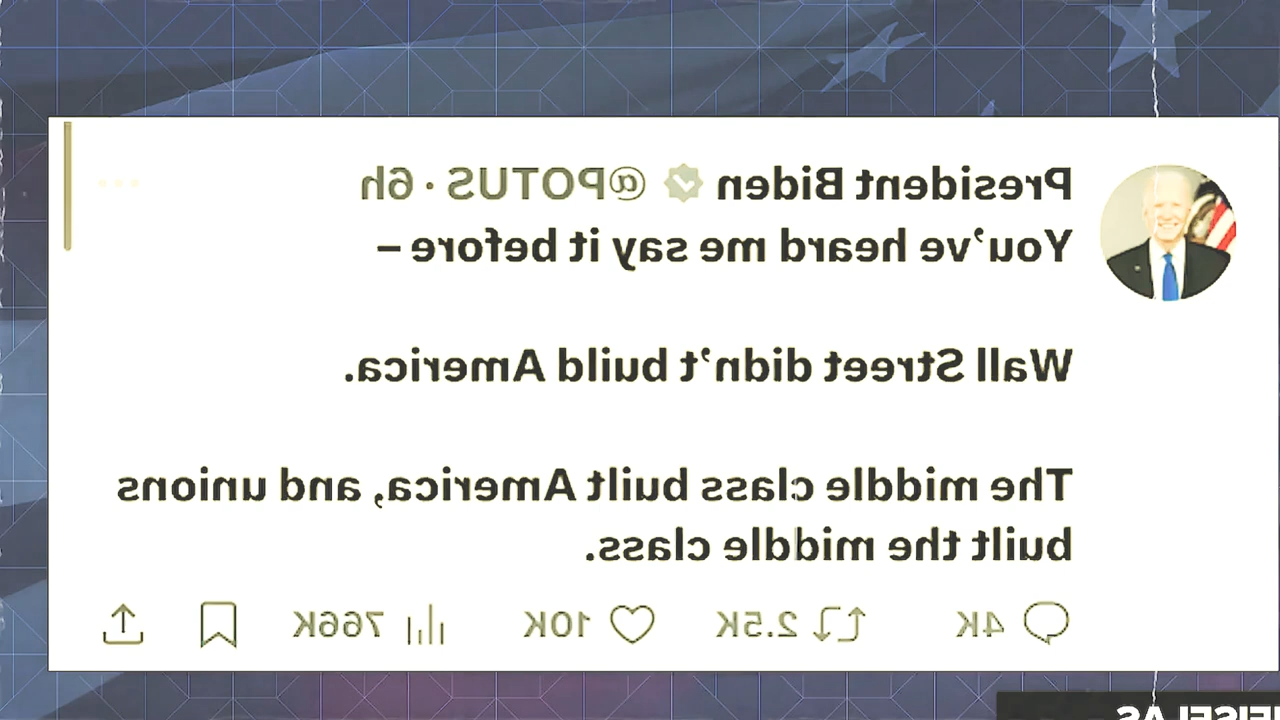 President Biden @POTUS · 6h
You've heard me say it before –
Wall Street didn't build America.
The middle class built America, and unions
built the middle class.
4K 2.5K 10K 766K